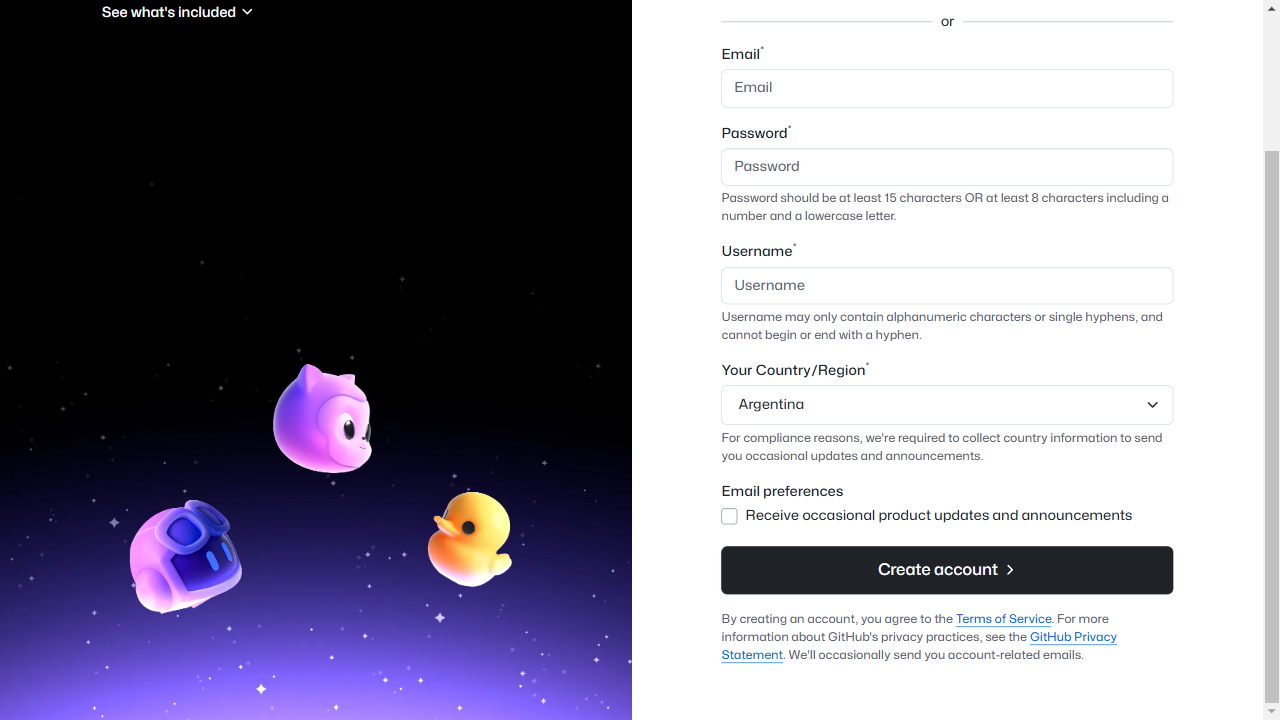 See what's included
or
Email*
Email
Password*
Password
Password should be at least 15 characters OR at least 8 characters including a
number and a lowercase letter.
Username*
Username
Username may only contain alphanumeric characters or single hyphens, and
cannot begin or end with a hyphen.
Your Country/Region*
Argentina
For compliance reasons, we're required to collect country information to send
you occasional updates and announcements.
Email preferences
Receive occasional product updates and announcements
Create account
By creating an account, you agree to the Terms of Service. For more
information about GitHub's privacy practices, see the GitHub Privacy
Statement. We'll occasionally send you account-related emails.